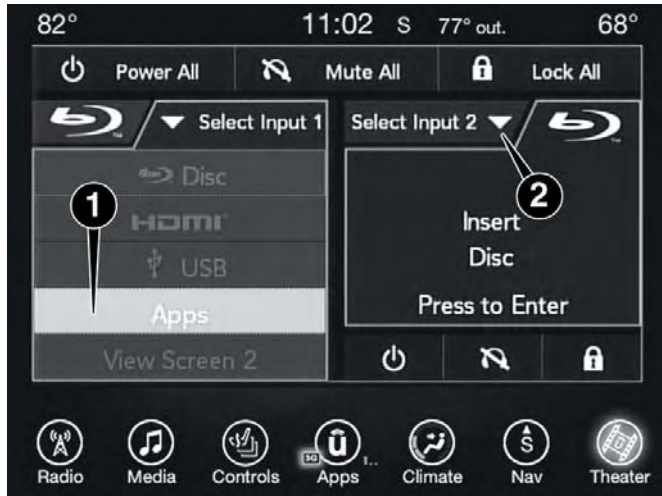 82° 11:02 S 77° out. 68°
Power All Mute All Lock All
Select Input 1 Select Input 2
Disc
HDMI
USB
Apps
View Screen 2
1
2
Insert
Disc
Press to Enter
3G 1..
S
Radio Media Controls Apps Climate Nav Theater